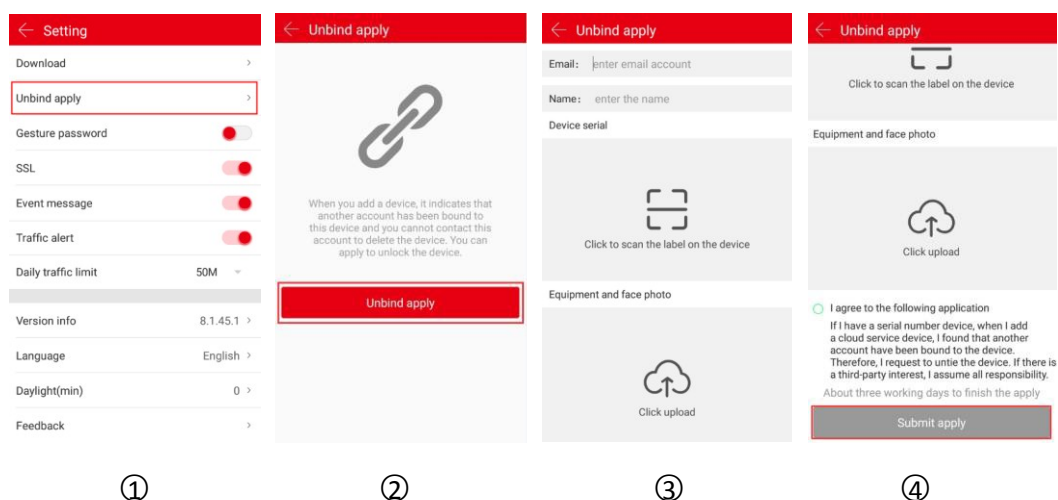 ← Setting
Download
Unbind apply
Gesture password
SSL
Event message
Traffic alert
Daily traffic limit 50M
Version info 8.1.45.1
Language English
Daylight(min) 0
Feedback
①
← Unbind apply
When you add a device, it indicates that
another account has been bound to
this device and you cannot contact this
account to delete the device. You can
apply to unlock the device.
Unbind apply
②
← Unbind apply
Email: enter email account
Name: enter the name
Device serial
Click to scan the label on the device
Equipment and face photo
Click upload
③
← Unbind apply
Click to scan the label on the device
Equipment and face photo
Click upload
I agree to the following application
If I have a serial number device, when I add
a cloud service device, I found that another
account have been bound to the device.
Therefore, I request to untie the device. If there is
a third-party interest, I assume all responsibility.
About three working days to finish the apply
Submit apply
④